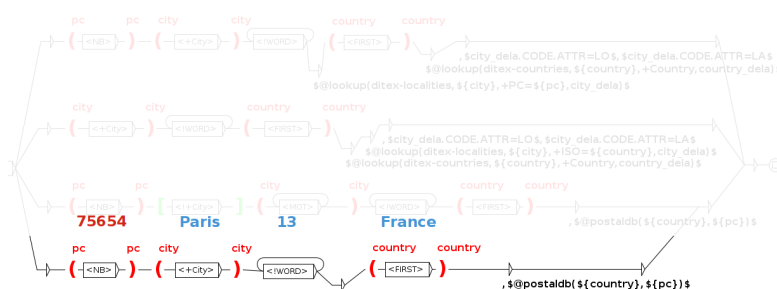 pc pc city city country country
<NB> <+City> <!WORD> <FIRST>
,$city_dela.CODE.ATTR=LO$,$city_dela.CODE.ATTR=LA$
$@lookup(ditex-countries,${country},+Country,country_dela)$
$@lookup(ditex-localities,${city},+PC=${pc},city_dela)$
city city country country
<+City> <!WORD> <FIRST>
,$city_dela.CODE.ATTR=LO$,$city_dela.CODE.ATTR=LA$
$@lookup(ditex-localities,${city},+ISO=${country},city_dela)$
$@lookup(ditex-countries,${country},+Country,country_dela)$
pc pc city city country country
<NB> <!+City> <MOT> <!WORD> <FIRST>
75654 Paris 13 France
,$@postaldb(${country},${pc})$
pc pc city city country country
<NB> <+City> <!WORD> <FIRST>
,$@postaldb(${country},${pc})$